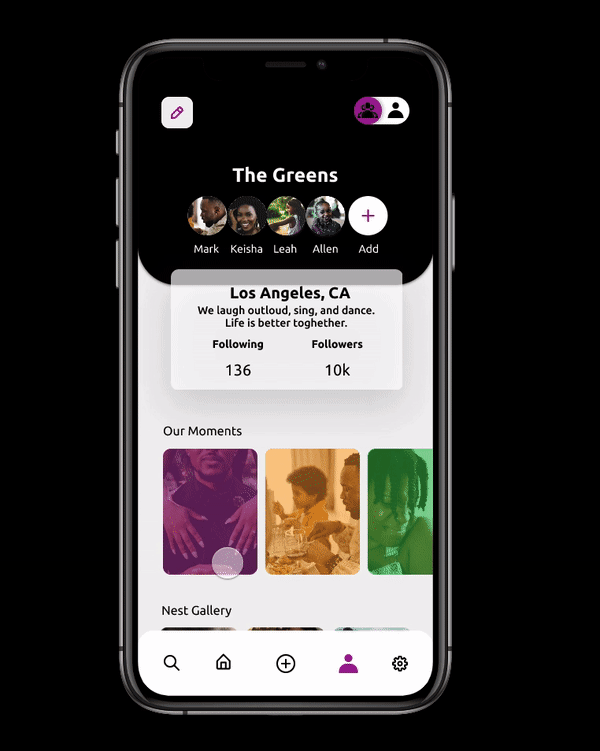 The Greens
Mark Keisha Leah Allen Add
Los Angeles, CA
We laugh outloud, sing, and dance.
Life is better toghether.
Following Followers
136 10k
Our Moments
Nest Gallery